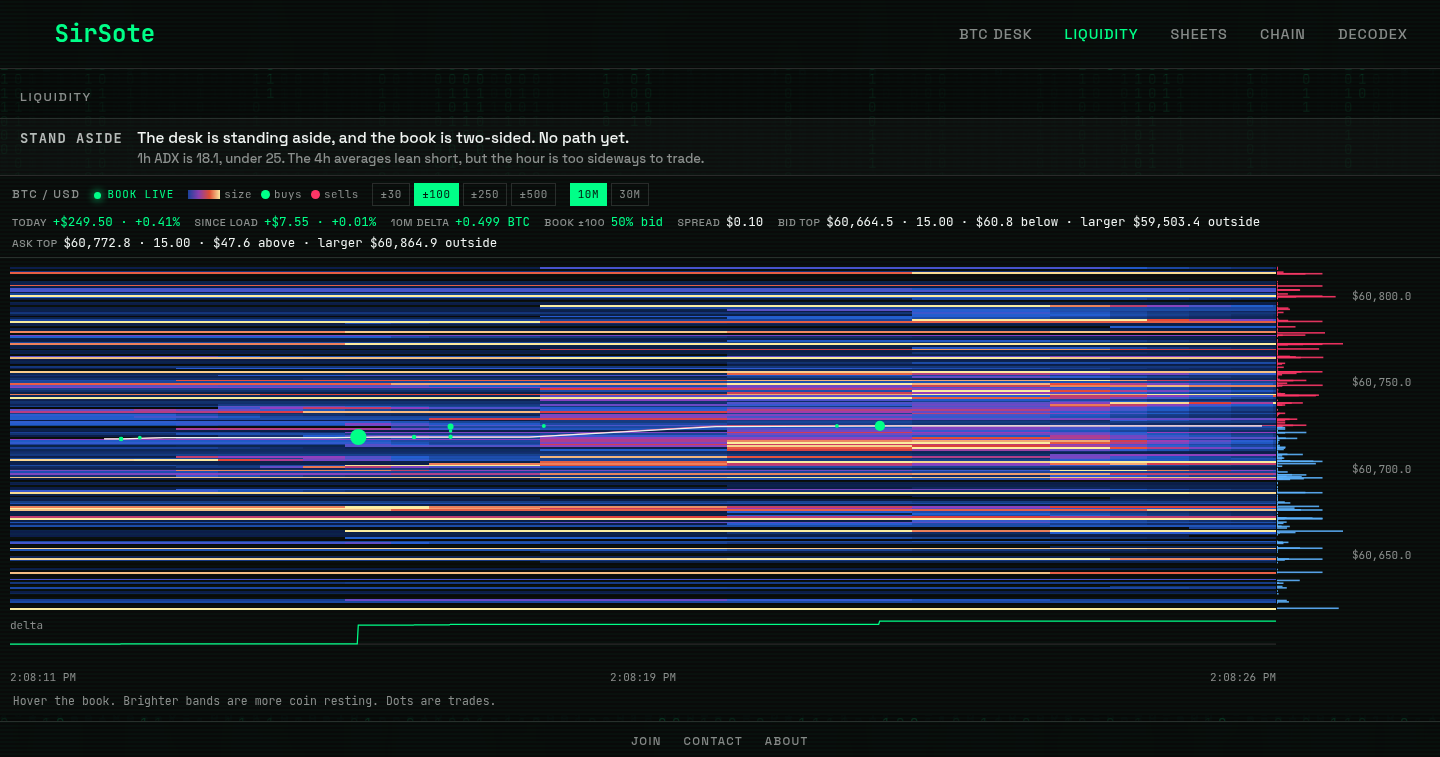 SirSote
BTC DESK LIQUIDITY SHEETS CHAIN DECODEX
LIQUIDITY
STAND ASIDE The desk is standing aside, and the book is two-sided. No path yet.
1h ADX is 18.1, under 25. The 4h averages lean short, but the hour is too sideways to trade.
BTC / USD BOOK LIVE size buys sells ±30 ±100 ±250 ±500 10M 30M
TODAY +$249.50 · +0.41% SINCE LOAD +$7.55 · +0.01% 10M DELTA +0.499 BTC BOOK ±100 50% bid SPREAD $0.10 BID TOP $60,664.5 · 15.00 · $60.8 below · larger $59,503.4 outside
ASK TOP $60,772.8 · 15.00 · $47.6 above · larger $60,864.9 outside
$60,800.0
$60,750.0
$60,700.0
$60,650.0
delta
2:08:11 PM 2:08:19 PM 2:08:26 PM
Hover the book. Brighter bands are more coin resting. Dots are trades.
JOIN CONTACT ABOUT